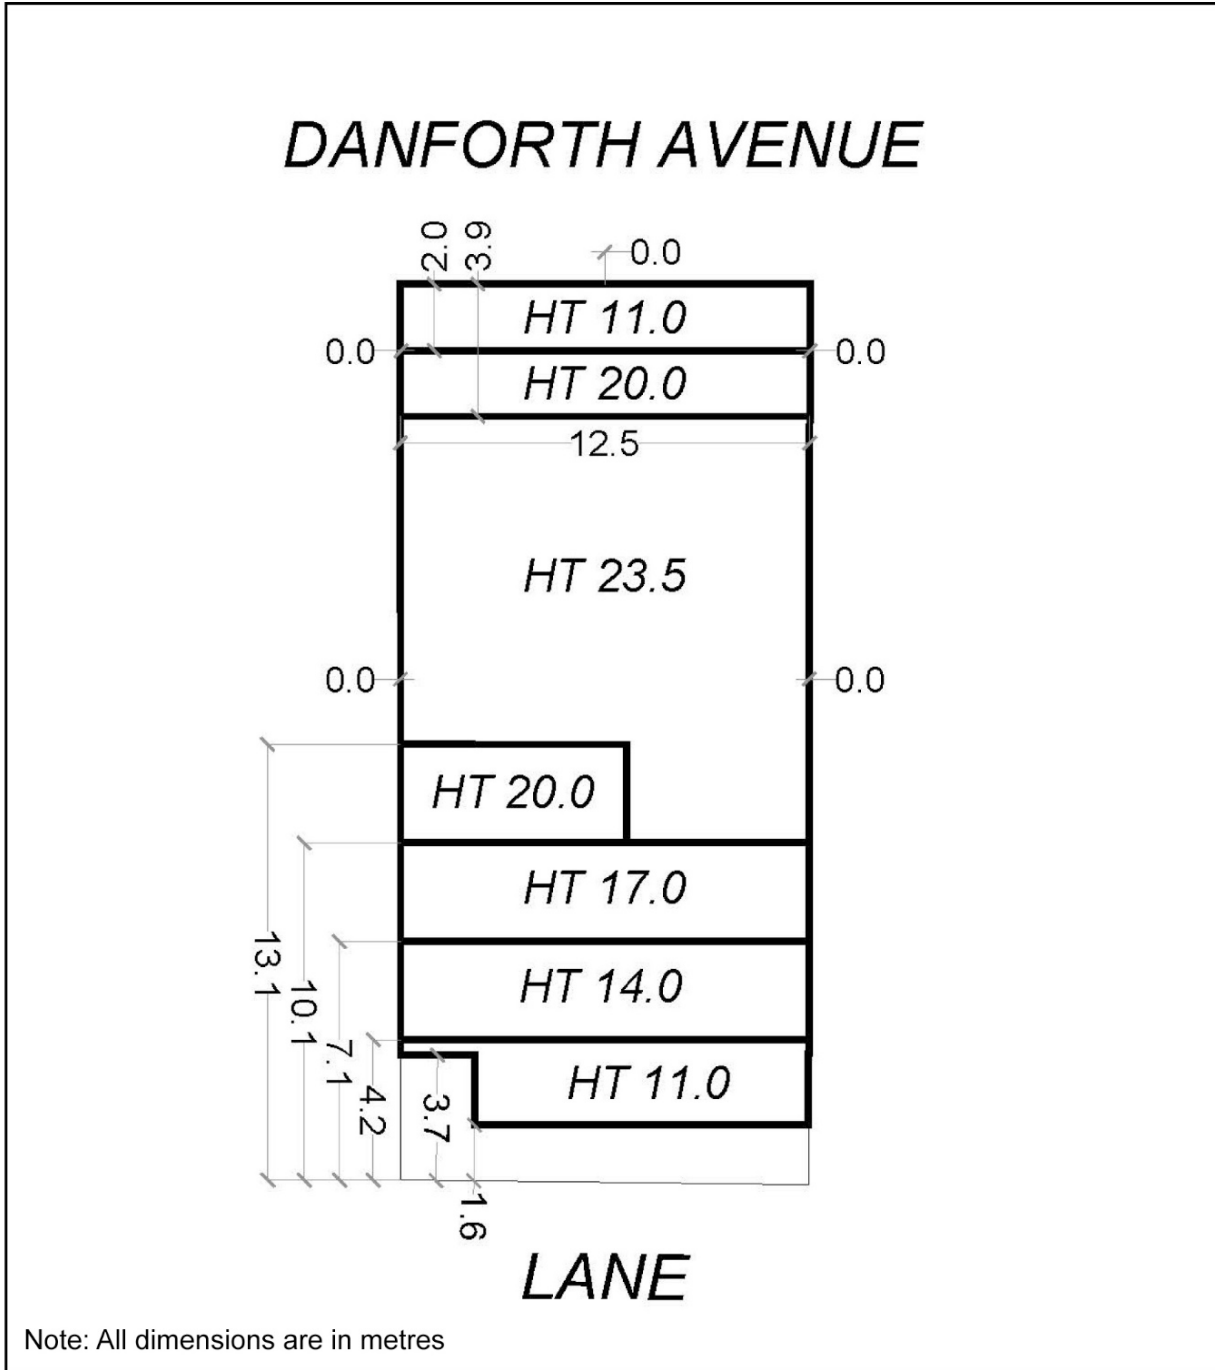 DANFORTH AVENUE
2.0
3.9
0.0
HT 11.0
0.0
0.0
HT 20.0
12.5
HT 23.5
0.0
0.0
HT 20.0
HT 17.0
13.1
10.1
HT 14.0
7.1
4.2
3.7
HT 11.0
1.6
LANE
Note: All dimensions are in metres